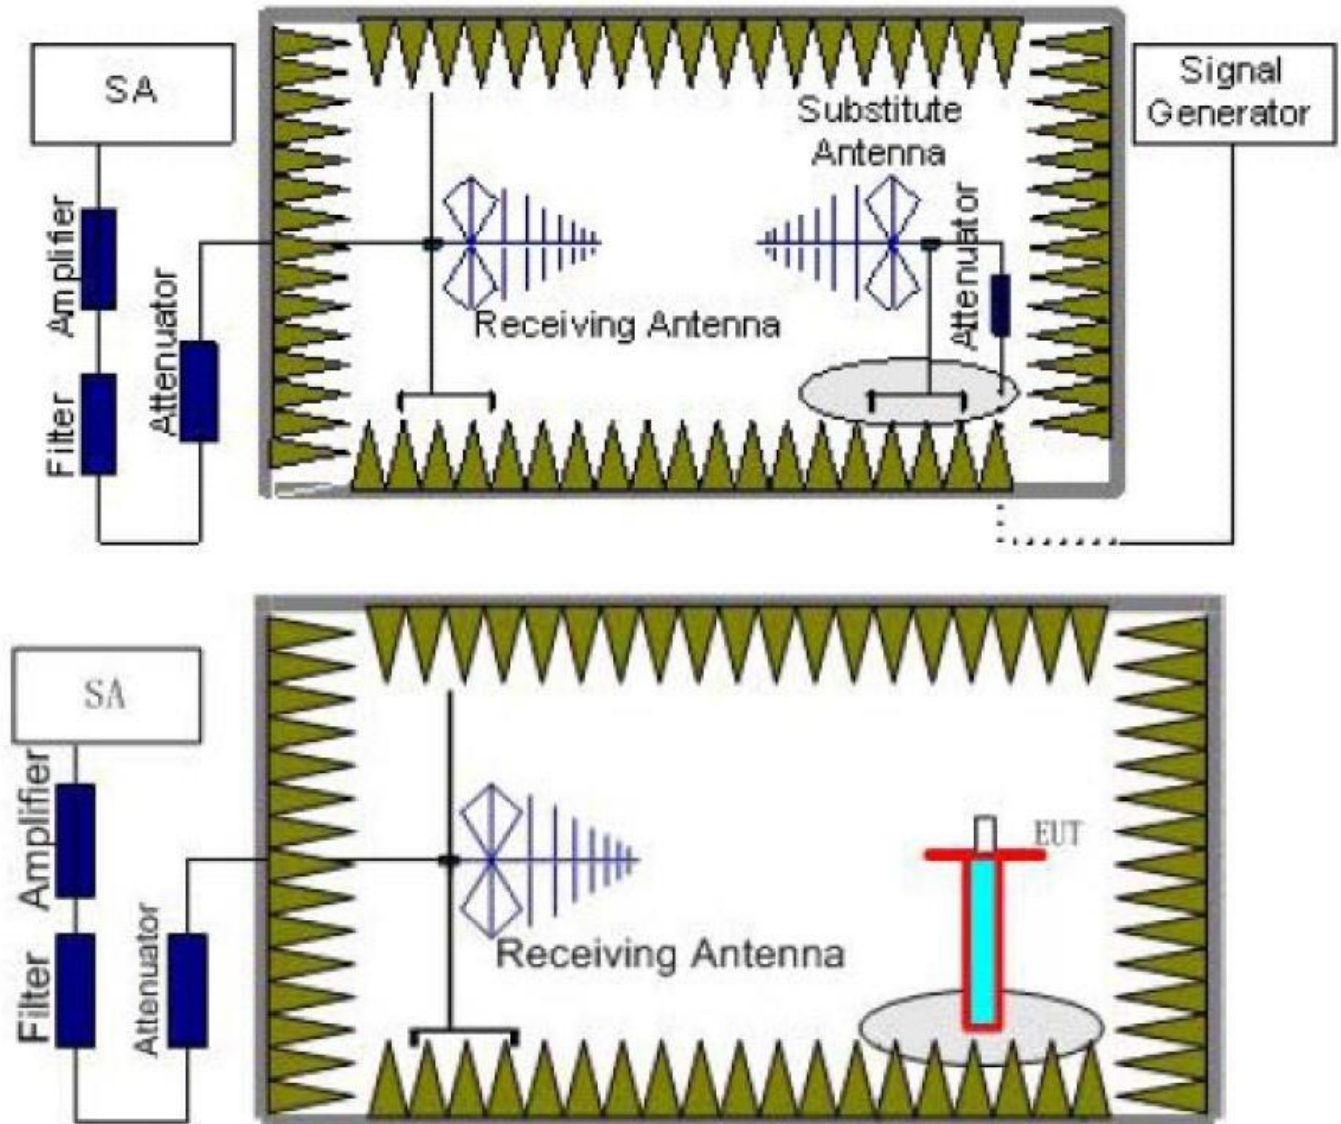 SA
Signal
Generator
Substitute
Antenna
Amplifier
Attenuator
Attenuator
Receiving Antenna
Filter
SA
Amplifier
EUT
Attenuator
Receiving Antenna
Filter